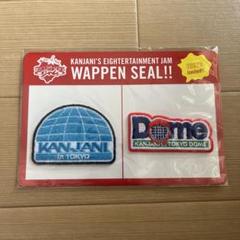 KANJANI'S EIGHTERTAINMENT JAM
WAPPEN SEAL!!
KANJANI
in TOKYO
Dome
KANJANI TOKYO DOME